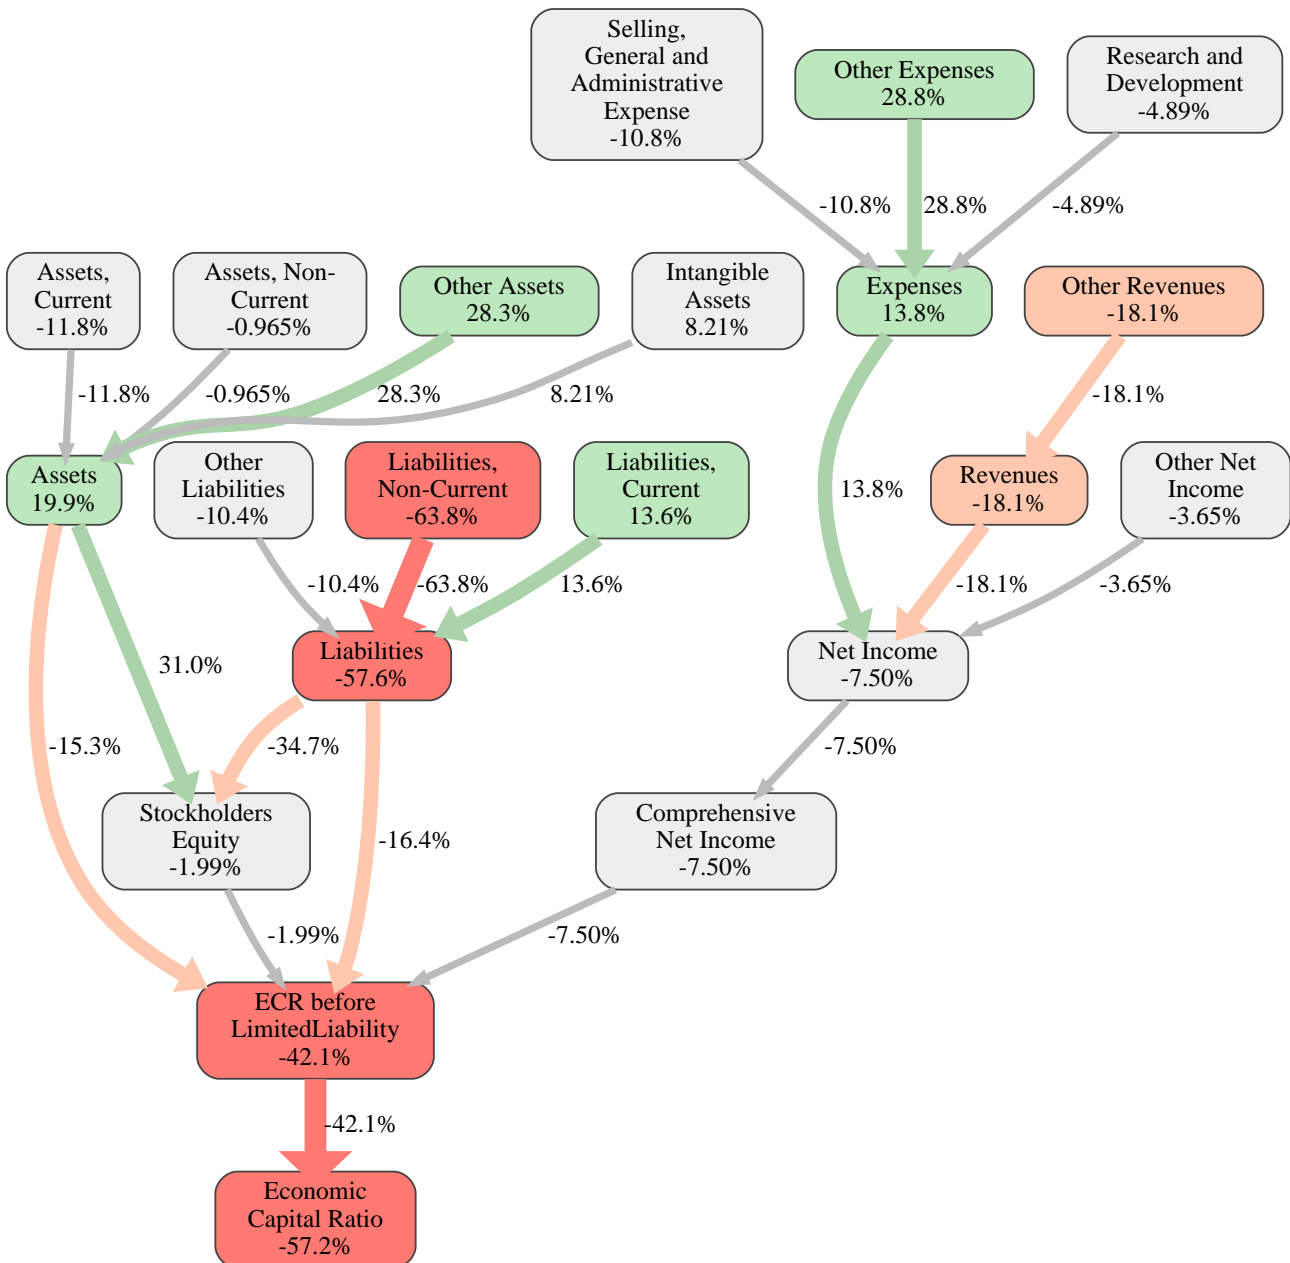 Selling,
General and
Administrative
Expense
-10.8%
Other Expenses
28.8%
Research and
Development
-4.89%
-10.8%
28.8%
-4.89%
Assets,
Current
-11.8%
Assets, Non-
Current
-0.965%
Other Assets
28.3%
Intangible
Assets
8.21%
Expenses
13.8%
Other Revenues
-18.1%
-11.8%
-0.965%
28.3%
8.21%
-18.1%
Assets
19.9%
Other
Liabilities
-10.4%
Liabilities,
Non-Current
-63.8%
Liabilities,
Current
13.6%
13.8%
Revenues
-18.1%
Other Net
Income
-3.65%
-10.4%
-63.8%
13.6%
-18.1%
-3.65%
31.0%
Liabilities
-57.6%
Net Income
-7.50%
-15.3%
-34.7%
-7.50%
Stockholders
Equity
-1.99%
-16.4%
Comprehensive
Net Income
-7.50%
-1.99%
-7.50%
ECR before
LimitedLiability
-42.1%
-42.1%
Economic
Capital Ratio
-57.2%